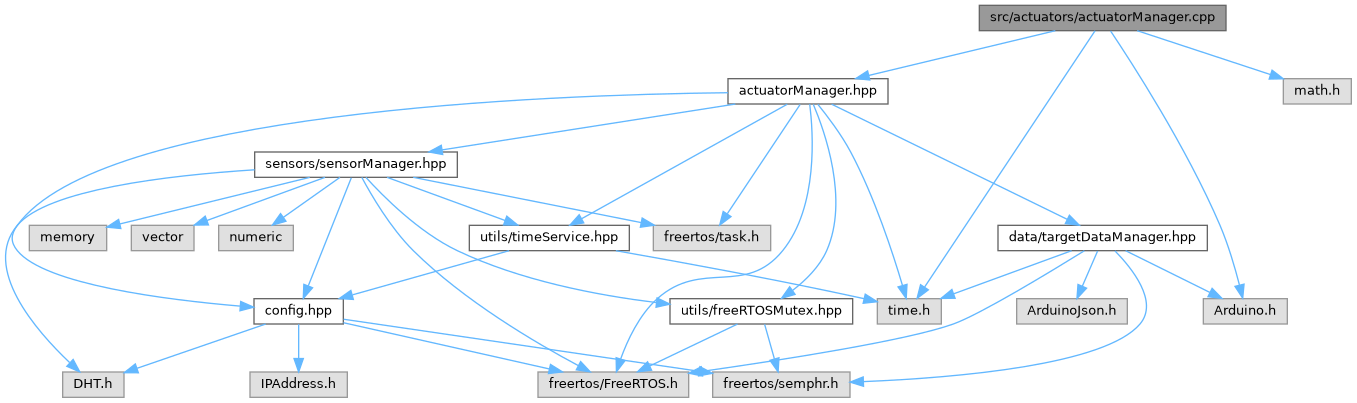 src/actuators/actuatorManager.cpp
actuatorManager.hpp
math.h
sensors/sensorManager.hpp
memory
vector
numeric
utils/timeService.hpp
freertos/task.h
data/targetDataManager.hpp
config.hpp
utils/freeRTOSMutex.hpp
time.h
ArduinoJson.h
Arduino.h
DHT.h
IPAddress.h
freertos/FreeRTOS.h
freertos/semphr.h